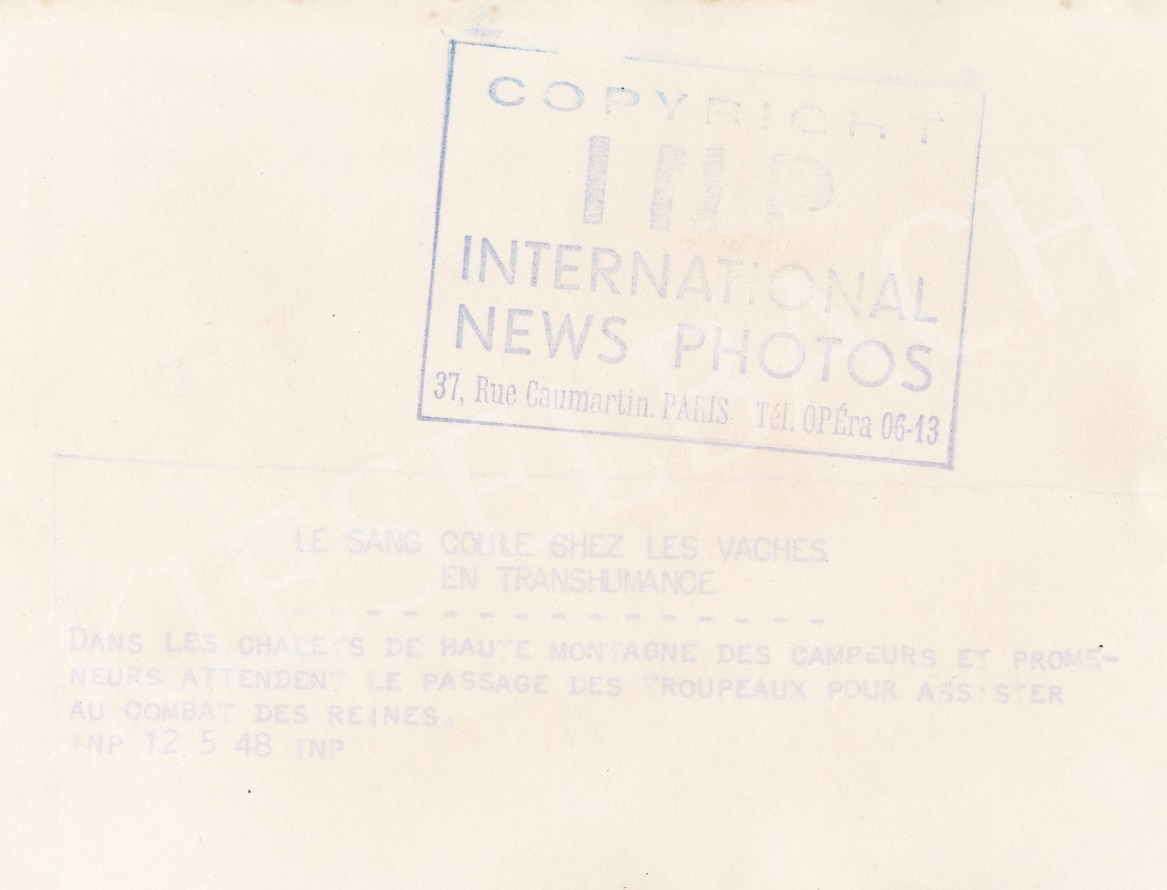 COPYRIGHT
INP
INTERNATIONAL
NEWS PHOTOS
37, Rue Caumartin. PARIS. Tél. OPÉra 06-13
LE SANG COULE CHEZ LES VACHES
EN TRANSHUMANCE
- - - - - - - - - - - - - -
DANS LES CHALETS DE HAUTE MONTAGNE DES CAMPEURS ET PROME-
NEURS ATTENDENT LE PASSAGE DES TROUPEAUX POUR ASSISTER
AU COMBAT DES REINES.
INP 12 5 48 INP